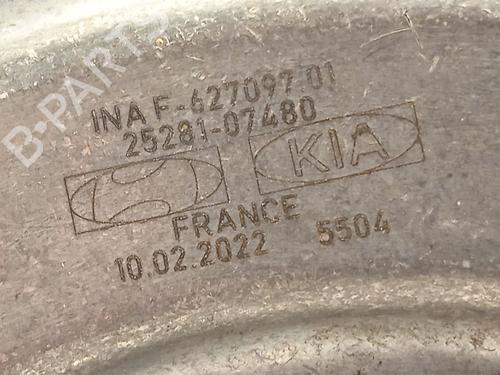 B-PARTS
INA F-627097.01
25281-07480
KIA
FRANCE
10.02.2022 5504